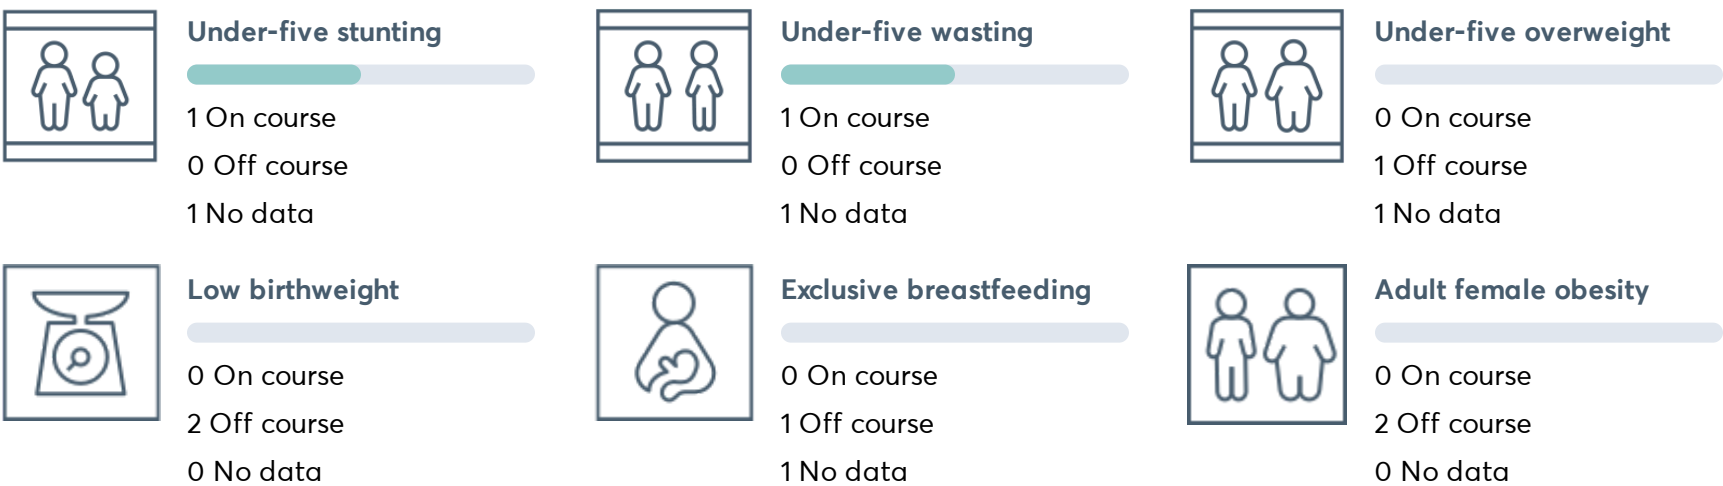 Under-five stunting
1 On course
0 Off course
1 No data
Under-five wasting
1 On course
0 Off course
1 No data
Under-five overweight
0 On course
1 Off course
1 No data
Low birthweight
0 On course
2 Off course
0 No data
Exclusive breastfeeding
0 On course
1 Off course
1 No data
Adult female obesity
0 On course
2 Off course
0 No data